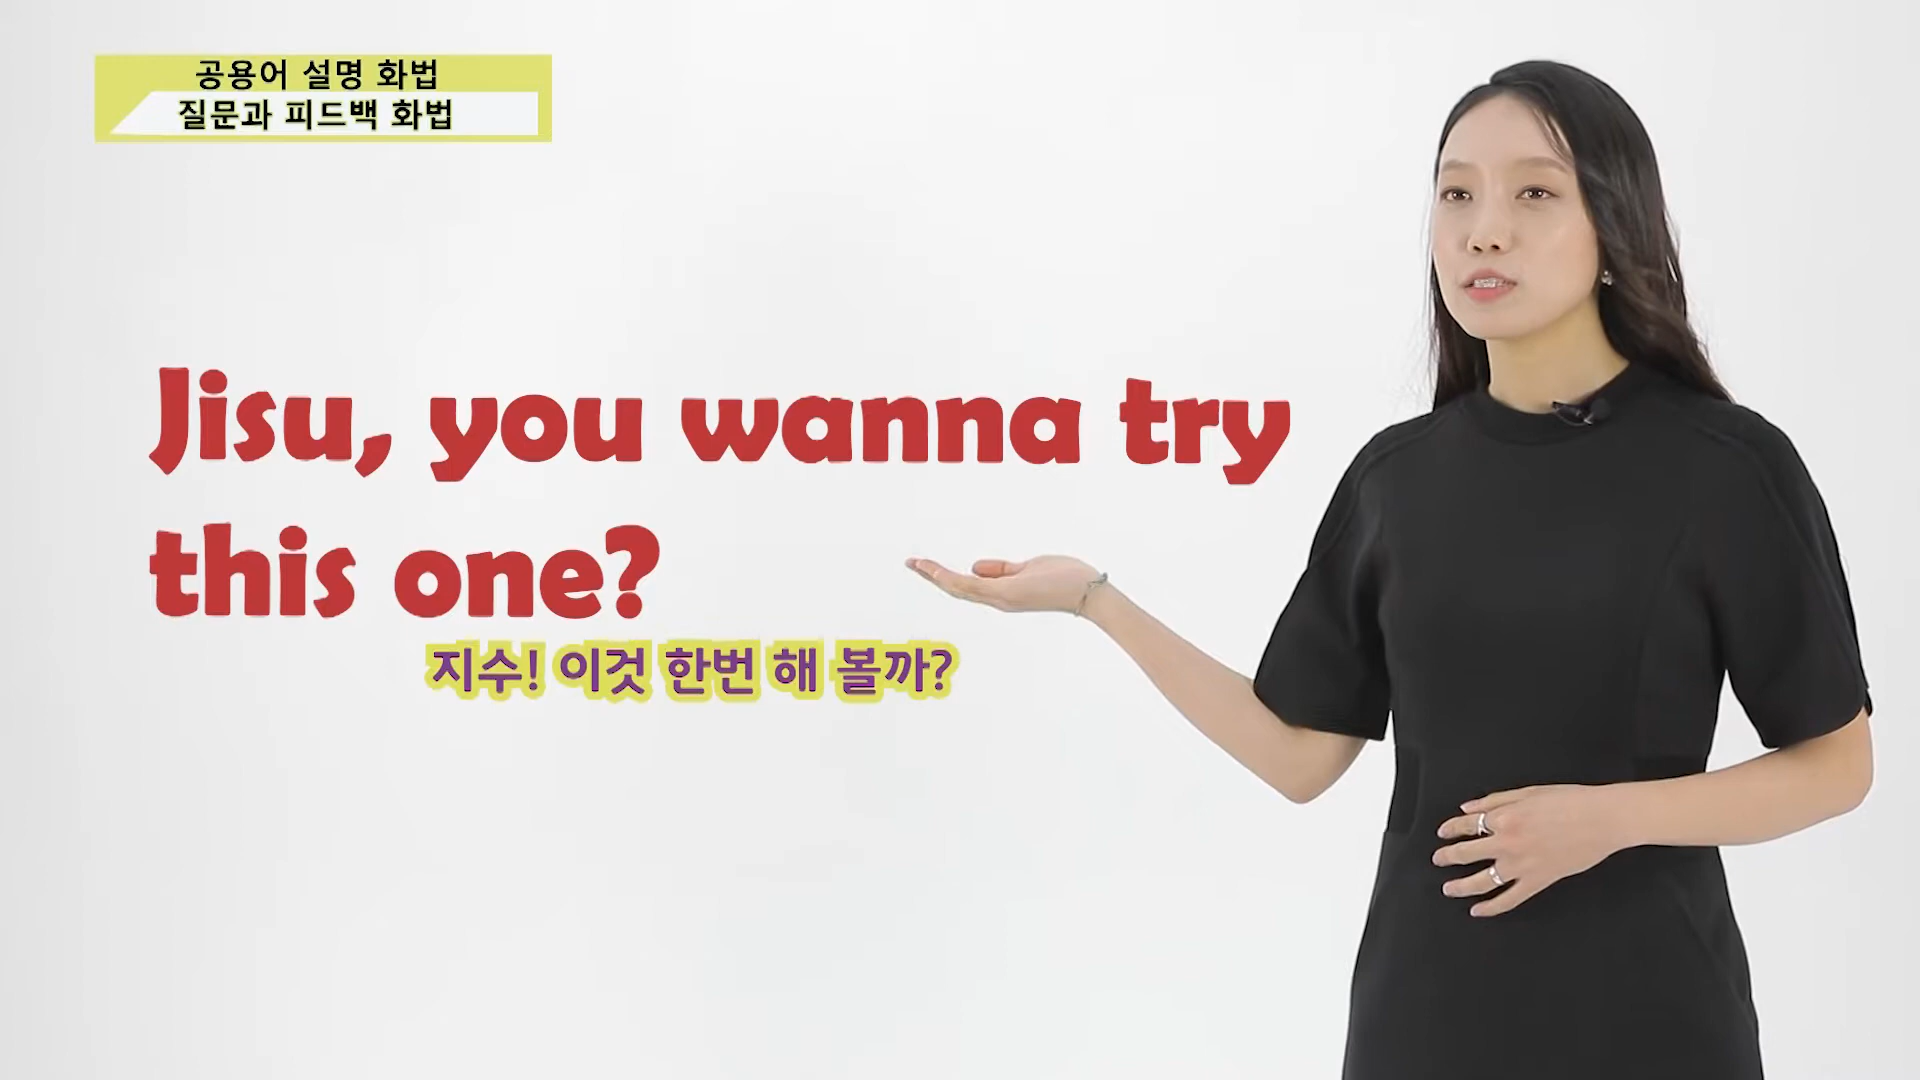 공용어 설명 화법
질문과 피드백 화법
Jisu, you wanna try
this one?
지수! 이것 한번 해 볼까?